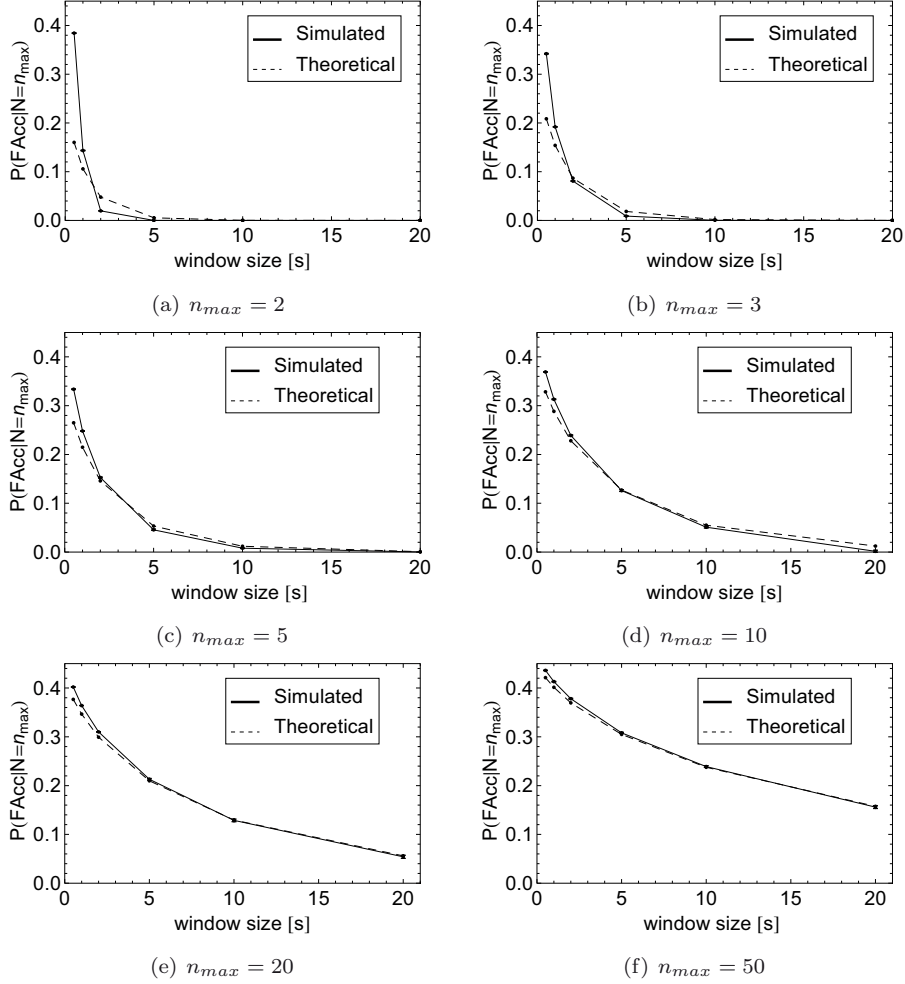 P(FAcc|N=n_max)
0.4
0.3
0.2
0.1
0.0
Simulated
Theoretical
0 5 10 15 20
window size [s]
(a) n_max = 2
P(FAcc|N=n_max)
0.4
0.3
0.2
0.1
0.0
Simulated
Theoretical
0 5 10 15 20
window size [s]
(b) n_max = 3
P(FAcc|N=n_max)
0.4
0.3
0.2
0.1
0.0
Simulated
Theoretical
0 5 10 15 20
window size [s]
(c) n_max = 5
P(FAcc|N=n_max)
0.4
0.3
0.2
0.1
0.0
Simulated
Theoretical
0 5 10 15 20
window size [s]
(d) n_max = 10
P(FAcc|N=n_max)
0.4
0.3
0.2
0.1
0.0
Simulated
Theoretical
0 5 10 15 20
window size [s]
(e) n_max = 20
P(FAcc|N=n_max)
0.4
0.3
0.2
0.1
0.0
Simulated
Theoretical
0 5 10 15 20
window size [s]
(f) n_max = 50